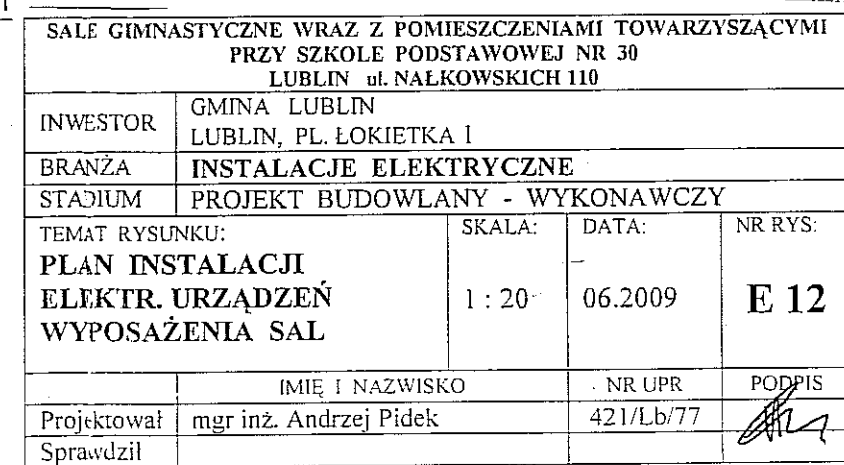 SALE GIMNASTYCZNE WRAZ Z POMIESZCZENIAMI TOWARZYSZĄCYMI
PRZY SZKOLE PODSTAWOWEJ NR 30
LUBLIN ul. NAŁKOWSKICH 110
INWESTOR
GMINA LUBLIN
LUBLIN, PL. ŁOKIETKA 1
BRANŻA INSTALACJE ELEKTRYCZNE
STADIUM PROJEKT BUDOWLANY - WYKONAWCZY
TEMAT RYSUNKU: SKALA: DATA: NR RYS:
PLAN INSTALACJI
ELEKTR. URZĄDZEŃ 1 : 20 06.2009 E 12
WYPOSAŻENIA SAL
IMIĘ I NAZWISKO NR UPR PODPIS
Projektował mgr inż. Andrzej Pidek 421/Lb/77
Sprawdził